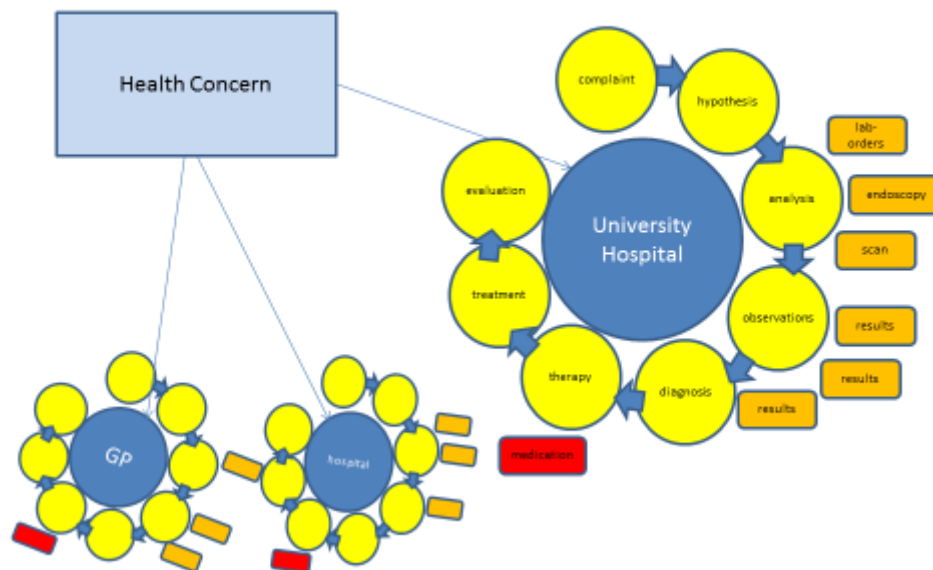 Health Concern
complaint
hypothesis
lab-
orders
analysis
endoscopy
evaluation
University
Hospital
scan
treatment
observations
results
therapy
diagnosis
results
results
medication
GP
hospital